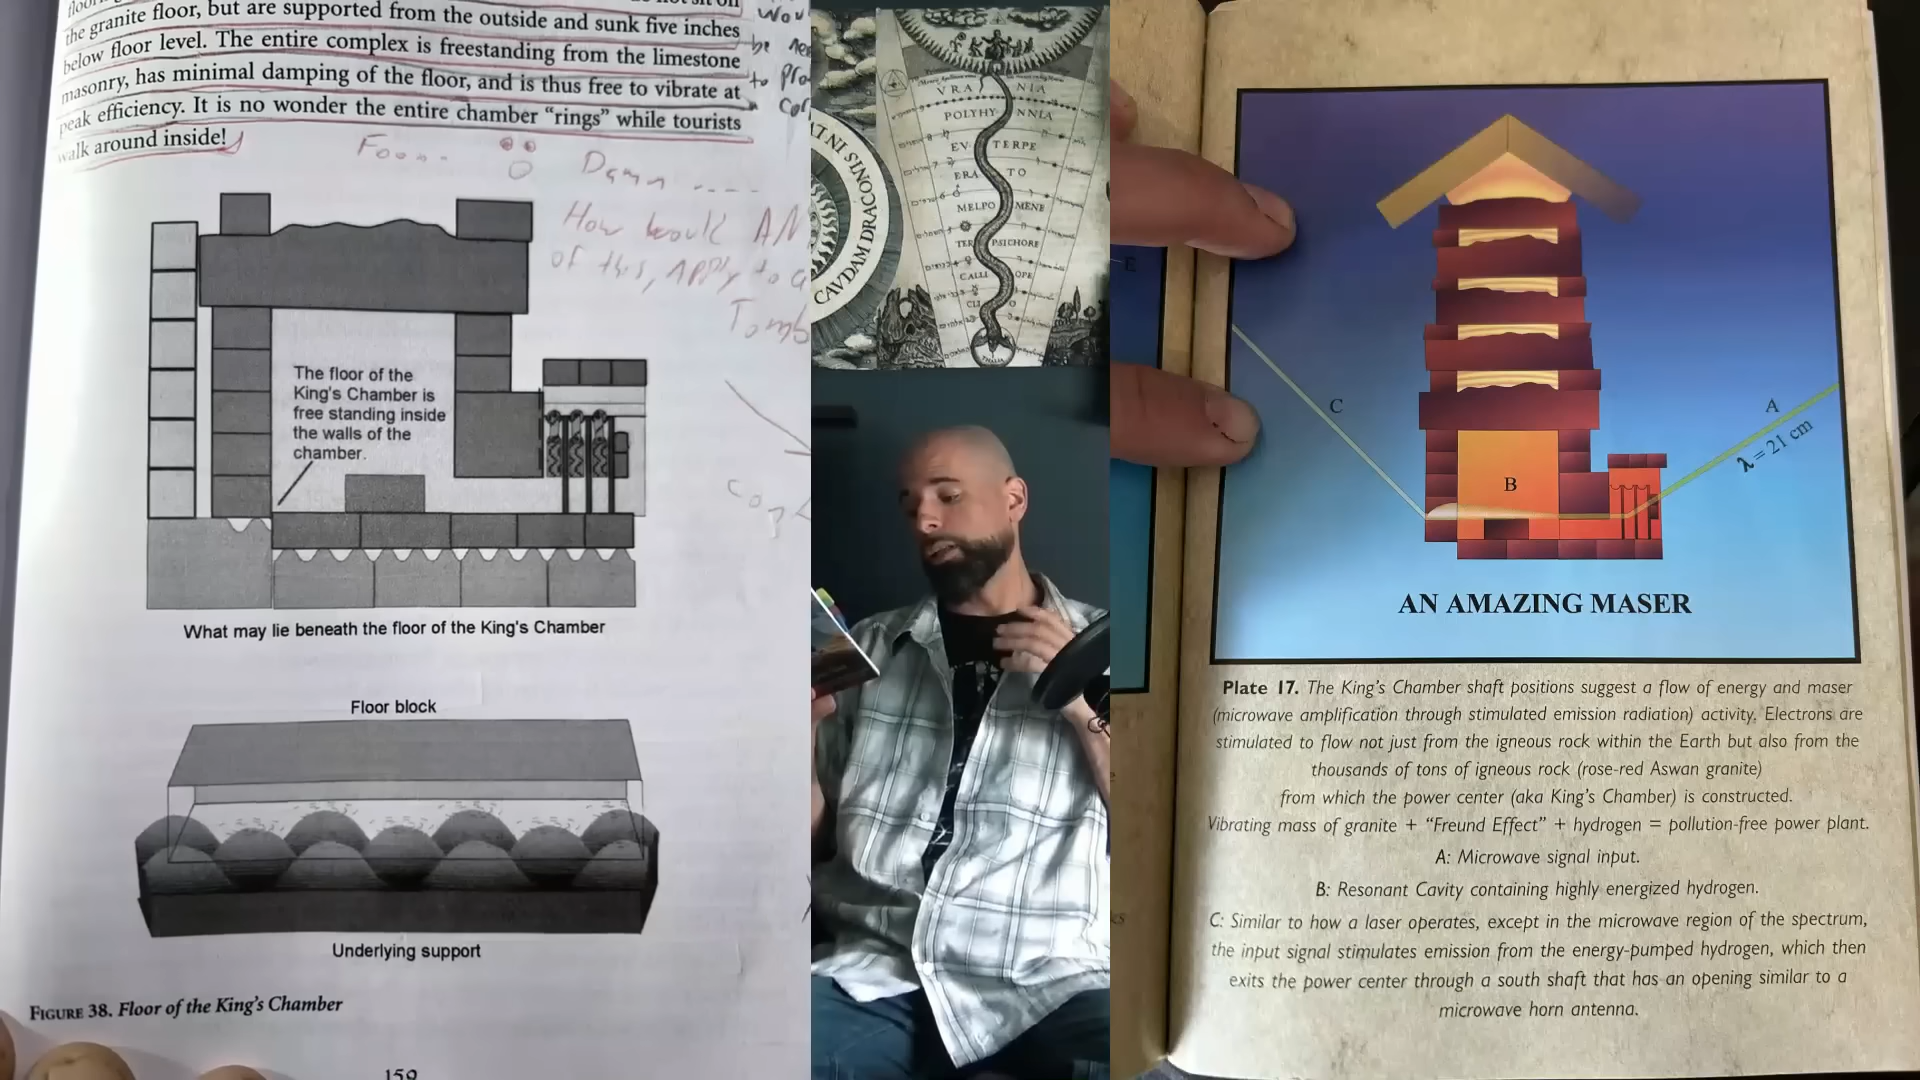 the granite floor, but are supported from the outside and sunk five inches
below floor level. The entire complex is freestanding from the limestone
masonry, has minimal damping of the floor, and is thus free to vibrate at
peak efficiency. It is no wonder the entire chamber “rings” while tourists
walk around inside!
Damn ....
How would AN
of this, Apply to a
Tomb
The floor of the
King's Chamber is
free standing inside
the walls of the
chamber.
What may lie beneath the floor of the King's Chamber
Floor block
Underlying support
FIGURE 38. Floor of the King's Chamber
159
CAVDAM DRACONIS
VRA NIA
POLYHY NNIA
EV TERPE
ERA TO
MELPO MENE
TER PSICHORE
CALLI OPE
CLI O
THALIA
E
C
A
λ = 21 cm
B
AN AMAZING MASER
Plate 17. The King's Chamber shaft positions suggest a flow of energy and maser
(microwave amplification through stimulated emission radiation) activity. Electrons are
stimulated to flow not just from the igneous rock within the Earth but also from the
thousands of tons of igneous rock (rose-red Aswan granite)
from which the power center (aka King's Chamber) is constructed.
Vibrating mass of granite + “Freund Effect” + hydrogen = pollution-free power plant.
A: Microwave signal input.
B: Resonant Cavity containing highly energized hydrogen.
C: Similar to how a laser operates, except in the microwave region of the spectrum,
the input signal stimulates emission from the energy-pumped hydrogen, which then
exits the power center through a south shaft that has an opening similar to a
microwave horn antenna.